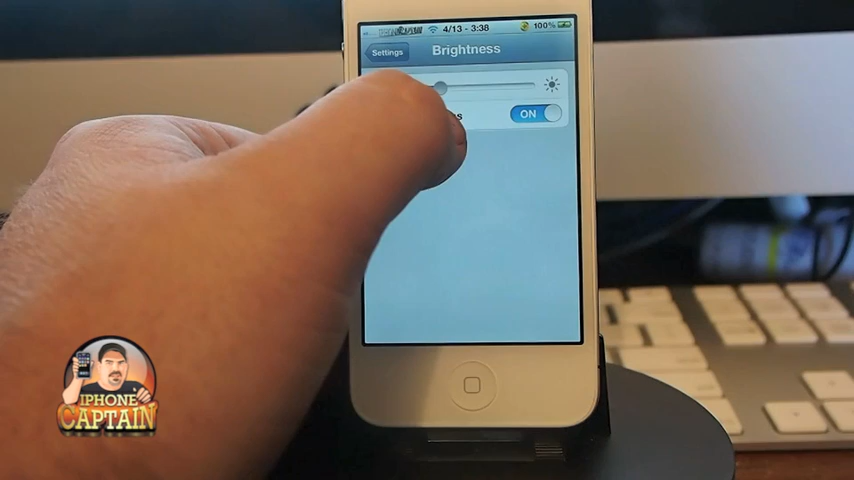 4/13 - 3:38 100%
Settings Brightness
ON
IPHONE
CAPTAIN